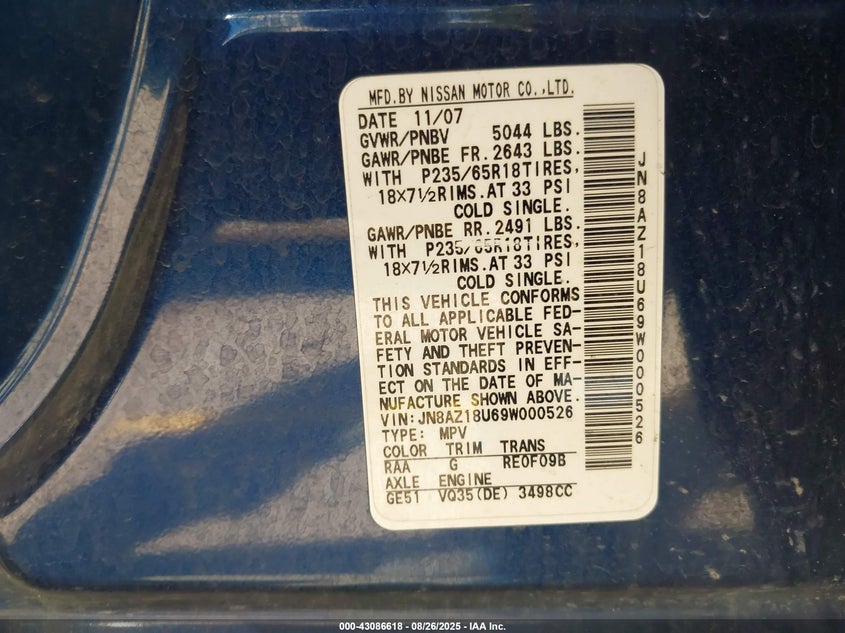 MFD.BY NISSAN MOTOR CO.,LTD.
DATE 11/07
GVWR/PNBV 5044 LBS.
GAWR/PNBE FR.2643 LBS.
WITH P235/65R18TIRES,
18X7½RIMS.AT 33 PSI
COLD SINGLE.
GAWR/PNBE RR.2491 LBS.
WITH P235/65R18TIRES,
18X7½RIMS.AT 33 PSI
COLD SINGLE.
THIS VEHICLE CONFORMS
TO ALL APPLICABLE FED-
ERAL MOTOR VEHICLE SA-
FETY AND THEFT PREVEN-
TION STANDARDS IN EFF-
ECT ON THE DATE OF MA-
NUFACTURE SHOWN ABOVE.
VIN:JN8AZ18U69W000526
TYPE: MPV
COLOR TRIM TRANS
RAA G RE0F09B
AXLE ENGINE
GE51 VQ35(DE) 3498CC
JN8AZ18U69W000526
000-43086618 - 08/26/2025 - IAA Inc.